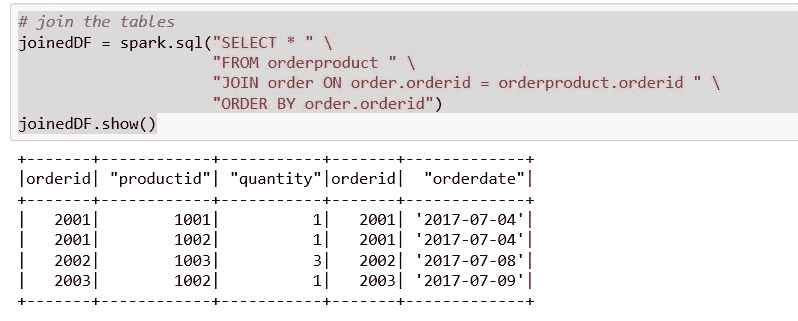 # join the tables
joinedDF = spark.sql("SELECT * " \
                     "FROM orderproduct " \
                     "JOIN order ON order.orderid = orderproduct.orderid " \
                     "ORDER BY order.orderid")
joinedDF.show()
+-------+------------+-----------+-------+-------------+
|orderid| "productid"| "quantity"|orderid|  "orderdate"|
+-------+------------+-----------+-------+-------------+
|   2001|        1001|          1|   2001| '2017-07-04'|
|   2001|        1002|          1|   2001| '2017-07-04'|
|   2002|        1003|          3|   2002| '2017-07-08'|
|   2003|        1002|          1|   2003| '2017-07-09'|
+-------+------------+-----------+-------+-------------+